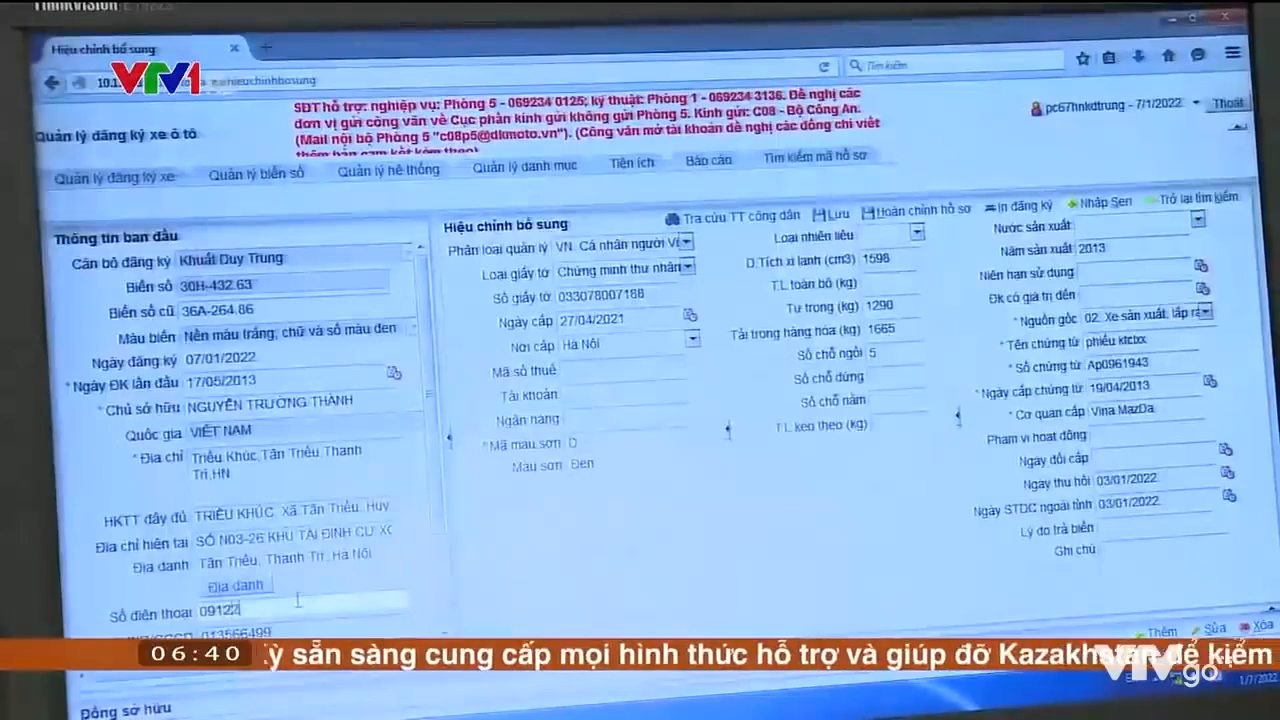 ThinkVision
Hiệu chỉnh bổ sung
VTV1
10.1
hieuchinhbosung
Tìm kiếm
SĐT hỗ trợ: nghiệp vụ: Phòng 5 - 069234 0125; kỹ thuật: Phòng 1 - 069234 3136. Đề nghị các
đơn vị gửi công văn về Cục phân kính gửi không gửi Phòng 5. Kính gửi: C08 - Bộ Công An.
(Mail nội bộ Phòng 5 "c08p5@dkmoto.vn"). (Công văn mở tài khoản đề nghị các đồng chí viết
thêm bản cam kết kèm theo)
pc67hnkdtrung - 7/1/2022
Thoát
Quản lý đăng ký xe ô tô
Quản lý đăng ký xe
Quản lý biển số
Quản lý hệ thống
Quản lý danh mục
Tiện ích
Báo cáo
Tìm kiếm mã hồ sơ
Tra cứu TT công dân
Lưu
Hoàn chỉnh hồ sơ
In đăng ký
Nhập Sen
Trở lại tìm kiếm
Thông tin ban đầu
Cán bộ đăng ký Khuất Duy Trung
Biển số 30H-432.63
Biển số cũ 36A-264.86
Màu biển Nền màu trắng, chữ và số màu đen
Ngày đăng ký 07/01/2022
* Ngày ĐK lần đầu 17/05/2013
* Chủ sở hữu NGUYỄN TRƯỜNG THÀNH
Quốc gia VIỆT NAM
* Địa chỉ Triều Khúc,Tân Triều,Thanh
Trì,HN
HKTT đầy đủ TRIỀU KHÚC, Xã Tân Triều, Huy
Địa chỉ hiện tại SỐ N03-26 KHU TÁI ĐỊNH CƯ XC
Địa danh Tân Triều, Thanh Trì, Hà Nội
Địa danh
Số điện thoại 09122
013566499
Đồng sở hữu
Hiệu chỉnh bổ sung
Phân loại quản lý VN. Cá nhân người Vi
Loại giấy tờ Chứng minh thư nhân
Số giấy tờ 033078007188
Ngày cấp 27/04/2021
Nơi cấp Hà Nội
Mã số thuế
Tài khoản
Ngân hàng
* Mã màu sơn D
Màu sơn Đen
Loại nhiên liệu
D.Tích xi lanh (cm3) 1598
T.L toàn bộ (kg)
Tự trọng (kg) 1290
Tải trọng hàng hóa (kg) 1665
Số chỗ ngồi 5
Số chỗ đứng
Số chỗ nằm
T.L kéo theo (kg)
Nước sản xuất
Năm sản xuất 2013
Niên hạn sử dụng
ĐK có giá trị đến
* Nguồn gốc 02. Xe sản xuất, lắp rá
* Tên chứng từ phiếu ktcbxx
* Số chứng từ Ap0961943
* Ngày cấp chứng từ 19/04/2013
* Cơ quan cấp Vina MazDa
Phạm vi hoạt động
Ngày đổi cấp
Ngày thu hồi 03/01/2022
Ngày STDC ngoài tỉnh 03/01/2022
Lý do trả biển
Ghi chú
Thêm
Sửa
Xóa
06:40
sẵn sàng cung cấp mọi hình thức hỗ trợ và giúp đỡ Kazakhstan để kiểm
VTVgo
1/7/2022